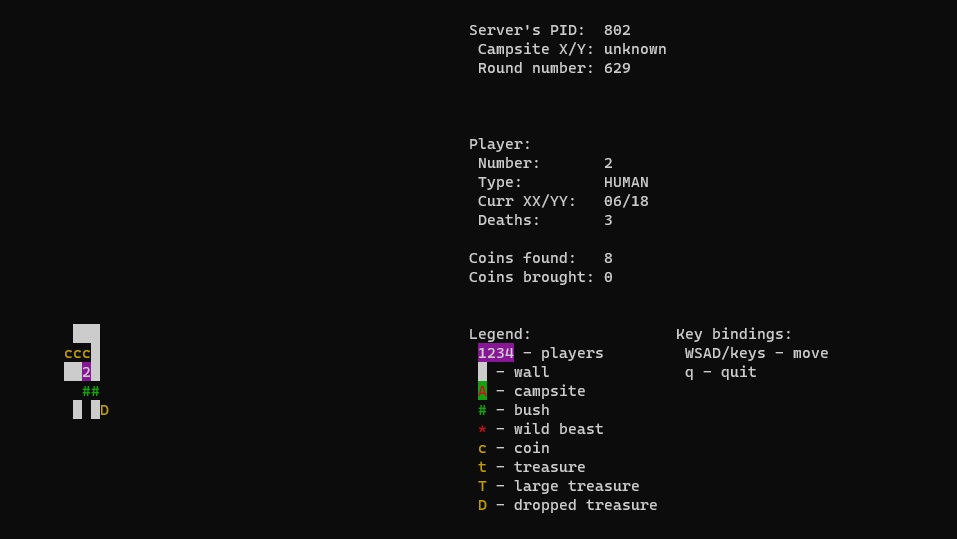 Server's PID: 802
Campsite X/Y: unknown
Round number: 629
Player:
Number: 2
Type: HUMAN
Curr XX/YY: 06/18
Deaths: 3
Coins found: 8
Coins brought: 0
ccc
2
##
D
Legend:
1234 - players
- wall
A - campsite
# - bush
* - wild beast
c - coin
t - treasure
T - large treasure
D - dropped treasure
Key bindings:
WSAD/keys - move
q - quit